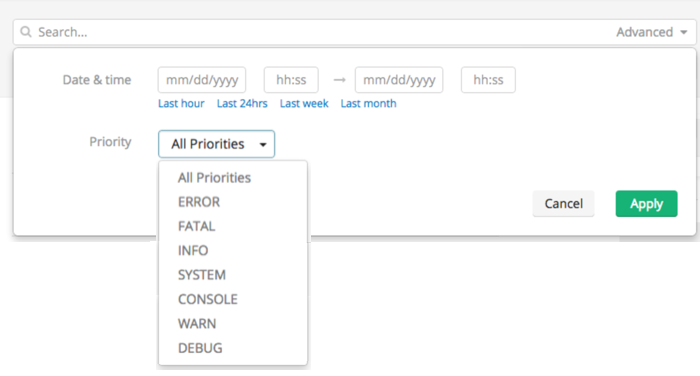 Search... Advanced
Date & time mm/dd/yyyy hh:ss → mm/dd/yyyy hh:ss
Last hour Last 24hrs Last week Last month
Priority All Priorities
All Priorities
ERROR
Cancel Apply
FATAL
INFO
SYSTEM
CONSOLE
WARN
DEBUG